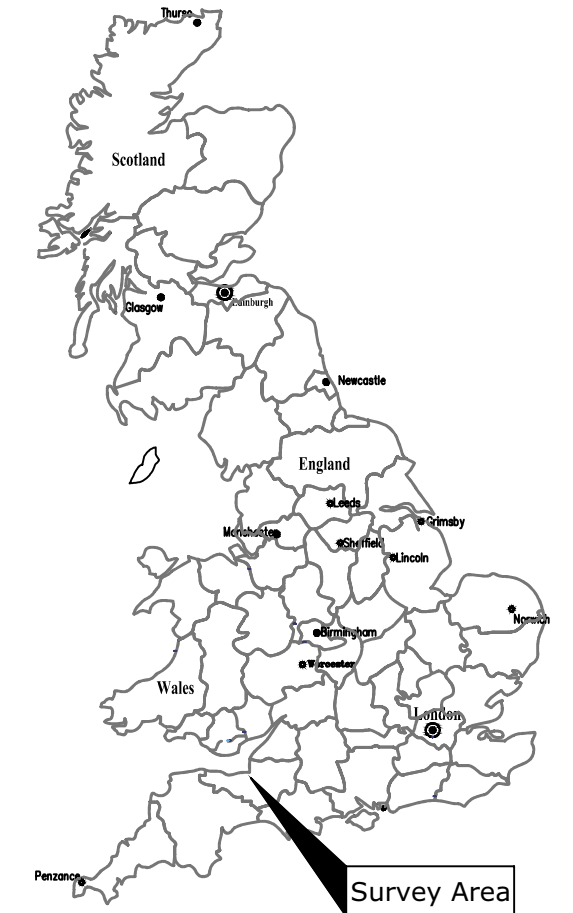 Thurso
Scotland
Edinburgh
Glasgow
Newcastle
England
Leeds
Grimsby
Manchester
Sheffield
Lincoln
Norwich
Birmingham
Worcester
Wales
London
Penzance
Survey Area